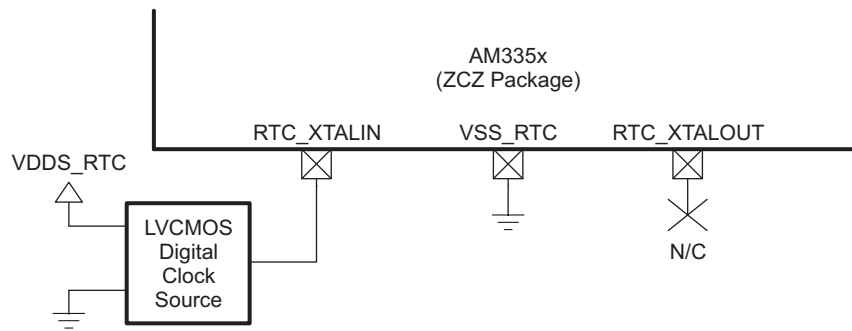 AM335x
(ZCZ Package)
RTC_XTALIN
VSS_RTC
RTC_XTALOUT
VDDS_RTC
LVCMOS
Digital
Clock
Source
N/C